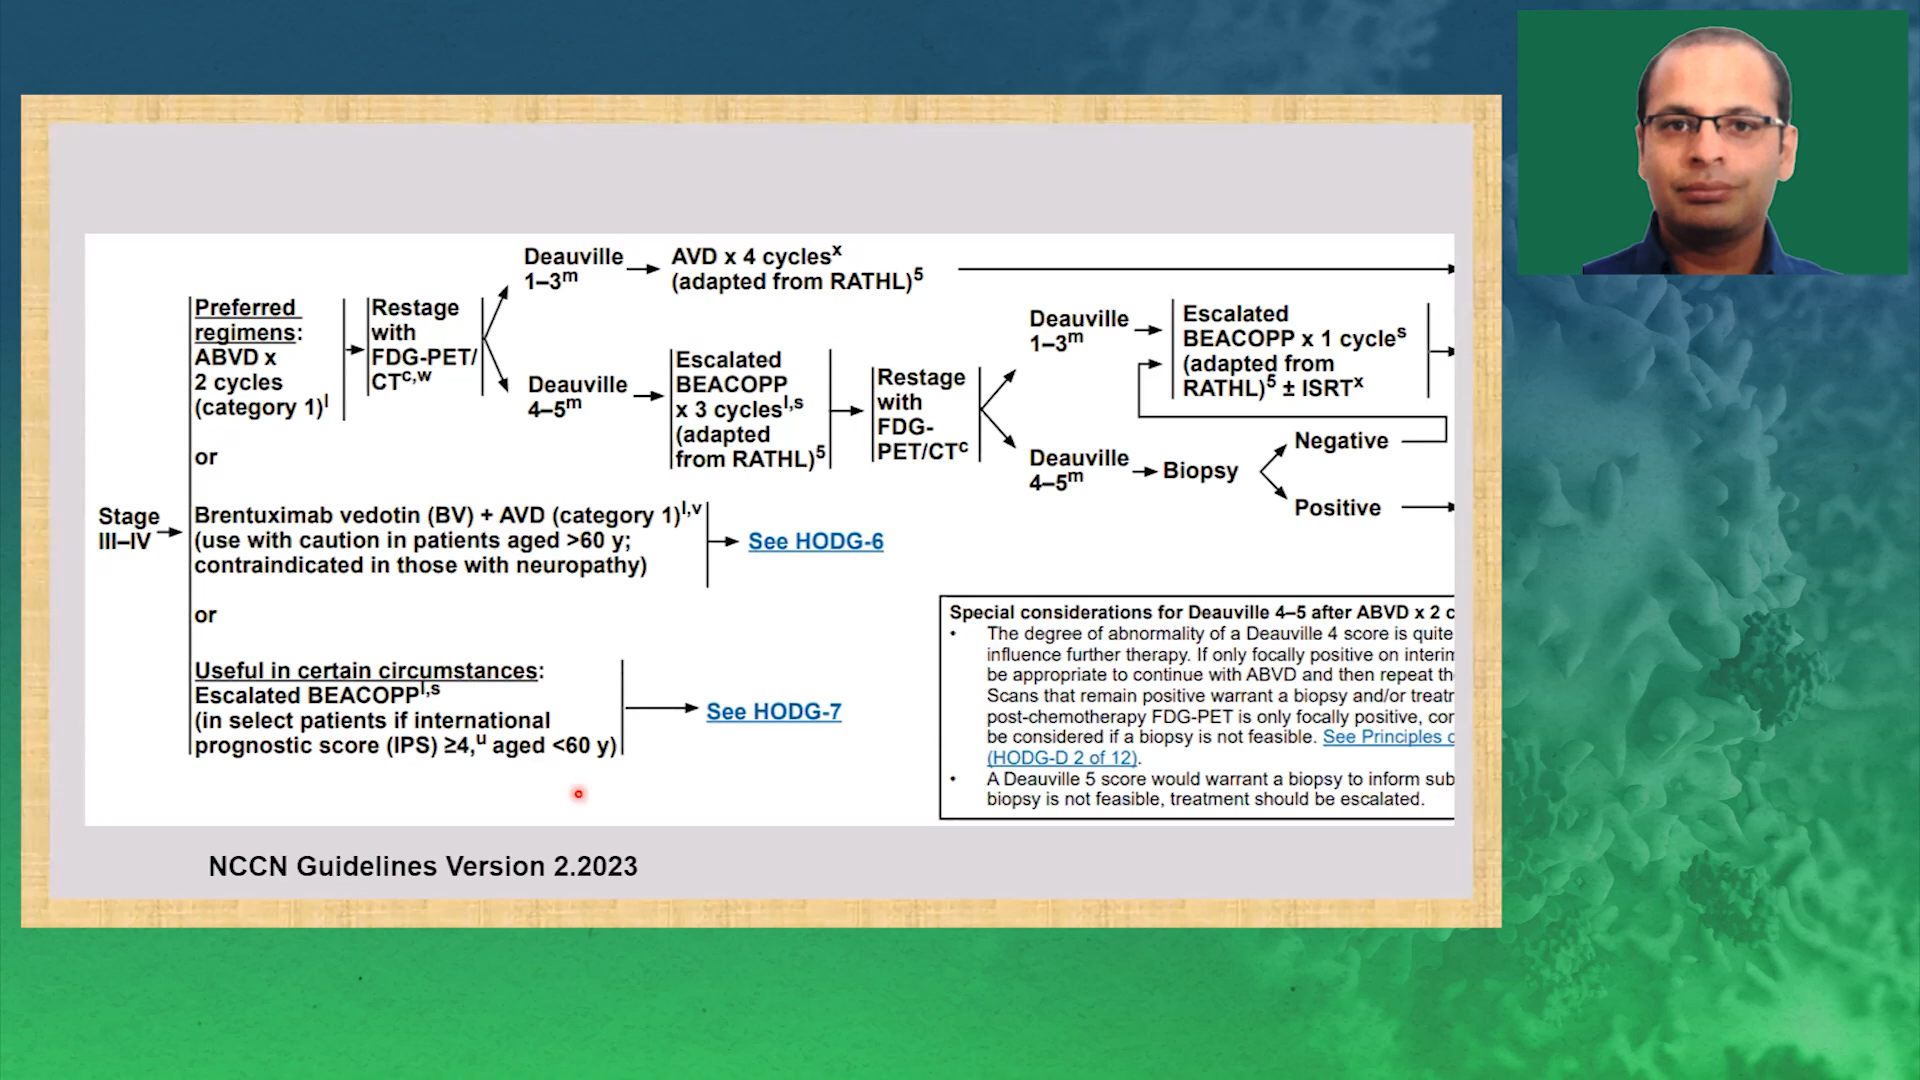 Deauville
1–3m
AVD x 4 cyclesx
(adapted from RATHL)5
Preferred
regimens:
ABVD x
2 cycles
(category 1)l
Restage
with
FDG-PET/
CTc,w
Deauville
4–5m
Escalated
BEACOPP
x 3 cyclesl,s
(adapted
from RATHL)5
Restage
with
FDG-
PET/CTc
Deauville
1–3m
Escalated
BEACOPP x 1 cycles
(adapted from
RATHL)5 ± ISRTx
Deauville
4–5m
Biopsy
Negative
Positive
or
Stage
III–IV
Brentuximab vedotin (BV) + AVD (category 1)l,v
(use with caution in patients aged >60 y;
contraindicated in those with neuropathy)
See HODG-6
or
Useful in certain circumstances:
Escalated BEACOPPl,s
(in select patients if international
prognostic score (IPS) ≥4,u aged <60 y)
See HODG-7
Special considerations for Deauville 4–5 after ABVD x 2 c
• The degree of abnormality of a Deauville 4 score is quite
influence further therapy. If only focally positive on interim
be appropriate to continue with ABVD and then repeat th
Scans that remain positive warrant a biopsy and/or treatr
post-chemotherapy FDG-PET is only focally positive, cor
be considered if a biopsy is not feasible. See Principles o
(HODG-D 2 of 12).
• A Deauville 5 score would warrant a biopsy to inform sub
biopsy is not feasible, treatment should be escalated.
NCCN Guidelines Version 2.2023